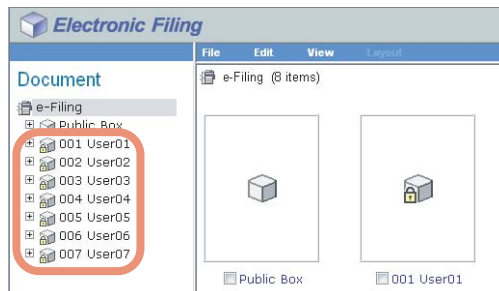 Electronic Filing
File Edit View Layout
Document
e-Filing (8 items)
e-Filing
Public Box
001 User01
002 User02
003 User03
004 User04
005 User05
006 User06
007 User07
Public Box
001 User01